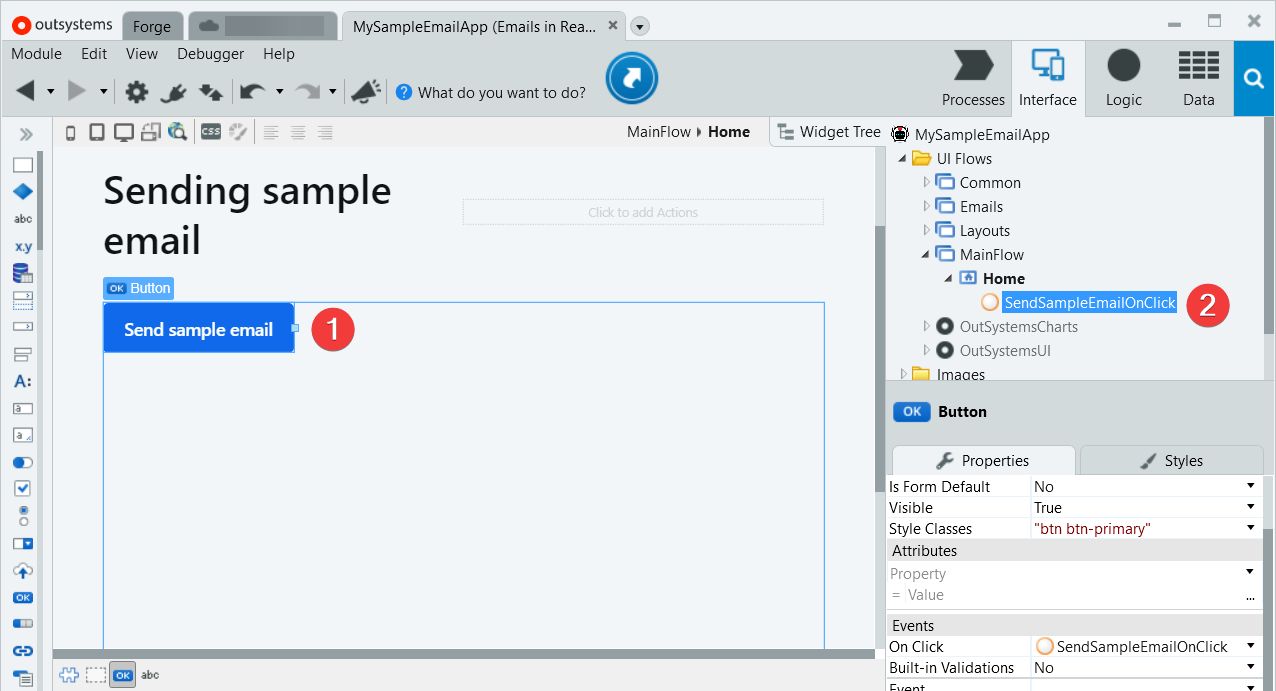 outsystems
Forge
MySampleEmailApp (Emails in Rea...
Module Edit View Debugger Help
What do you want to do?
Processes
Interface
Logic
Data
CSS
MainFlow Home
Widget Tree
Sending sample
email
Click to add Actions
OK Button
Send sample email
1
abc
x.y
A:
a
a
OK
OK
abc
MySampleEmailApp
UI Flows
Common
Emails
Layouts
MainFlow
Home
SendSampleEmailOnClick
2
OutSystemsCharts
OutSystemsUI
Images
OK Button
Properties
Styles
Is Form Default No
Visible True
Style Classes "btn btn-primary"
Attributes
Property
= Value ...
Events
On Click SendSampleEmailOnClick
Built-in Validations No
Event